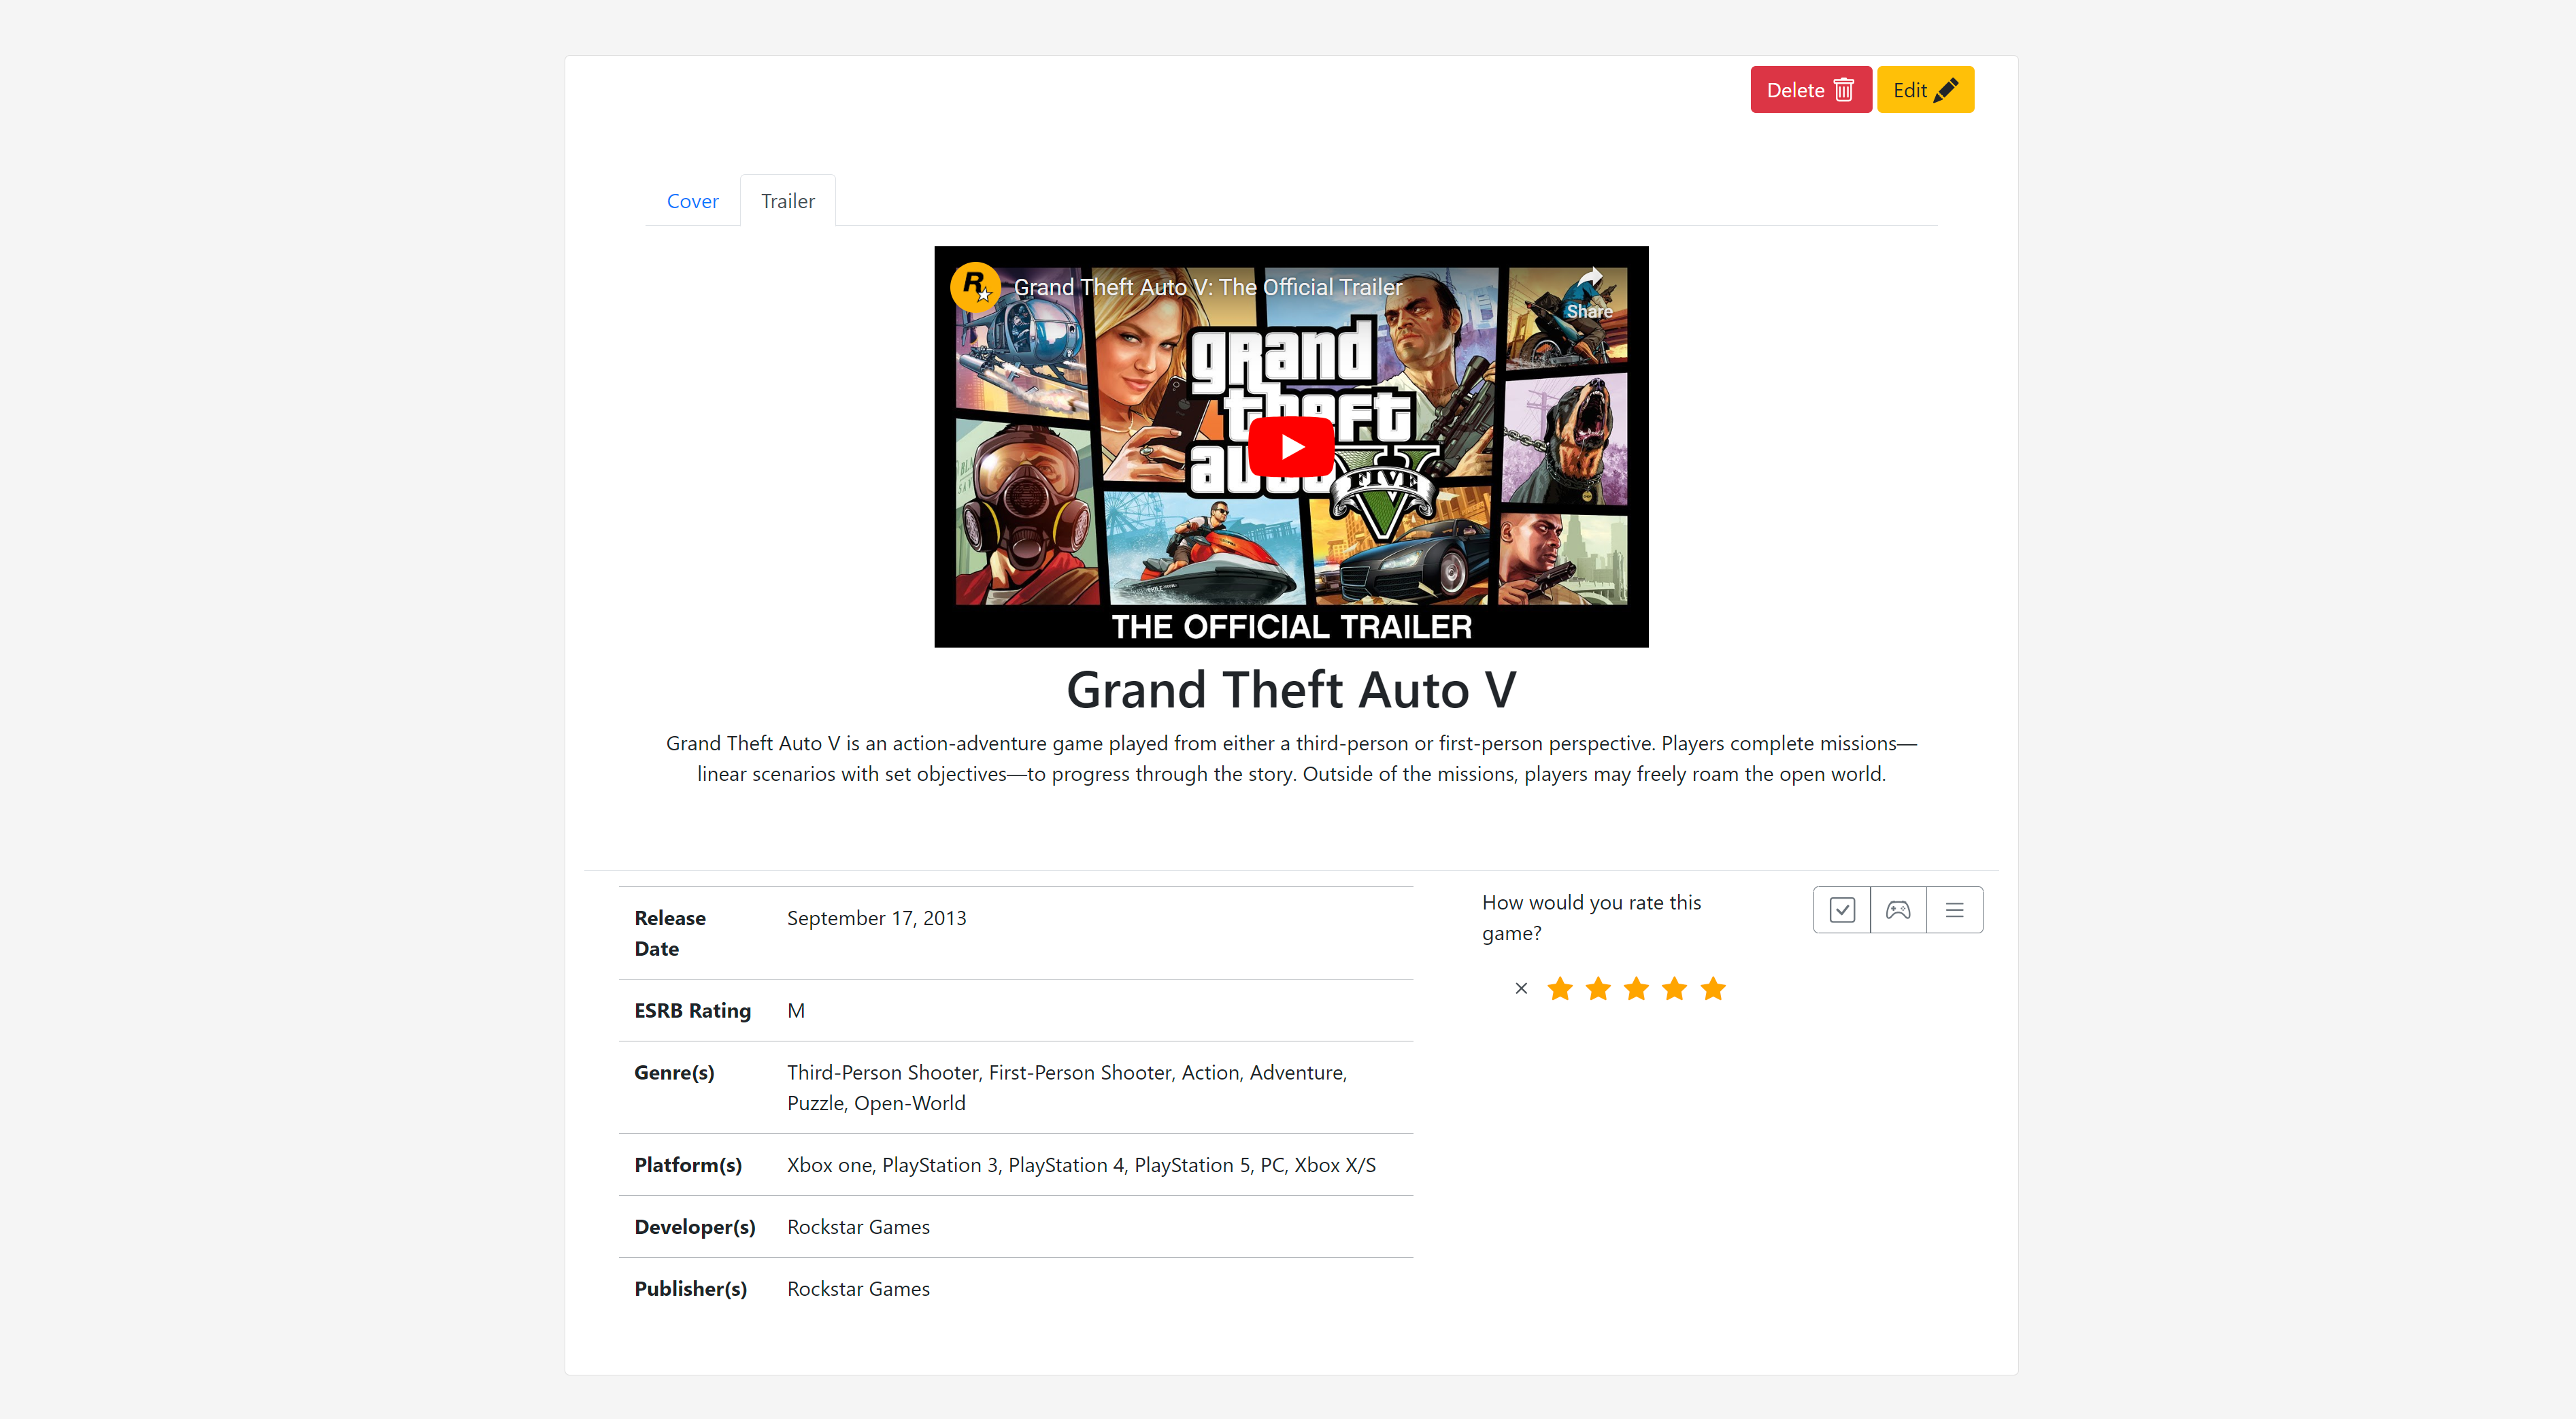 Delete Edit
Cover Trailer
Grand Theft Auto V: The Official Trailer
Share
grand
theft
FIVE
THE OFFICIAL TRAILER
Grand Theft Auto V
Grand Theft Auto V is an action-adventure game played from either a third-person or first-person perspective. Players complete missions—
linear scenarios with set objectives—to progress through the story. Outside of the missions, players may freely roam the open world.
Release
Date
September 17, 2013
ESRB Rating M
Genre(s) Third-Person Shooter, First-Person Shooter, Action, Adventure,
Puzzle, Open-World
Platform(s) Xbox one, PlayStation 3, PlayStation 4, PlayStation 5, PC, Xbox X/S
Developer(s) Rockstar Games
Publisher(s) Rockstar Games
How would you rate this
game?